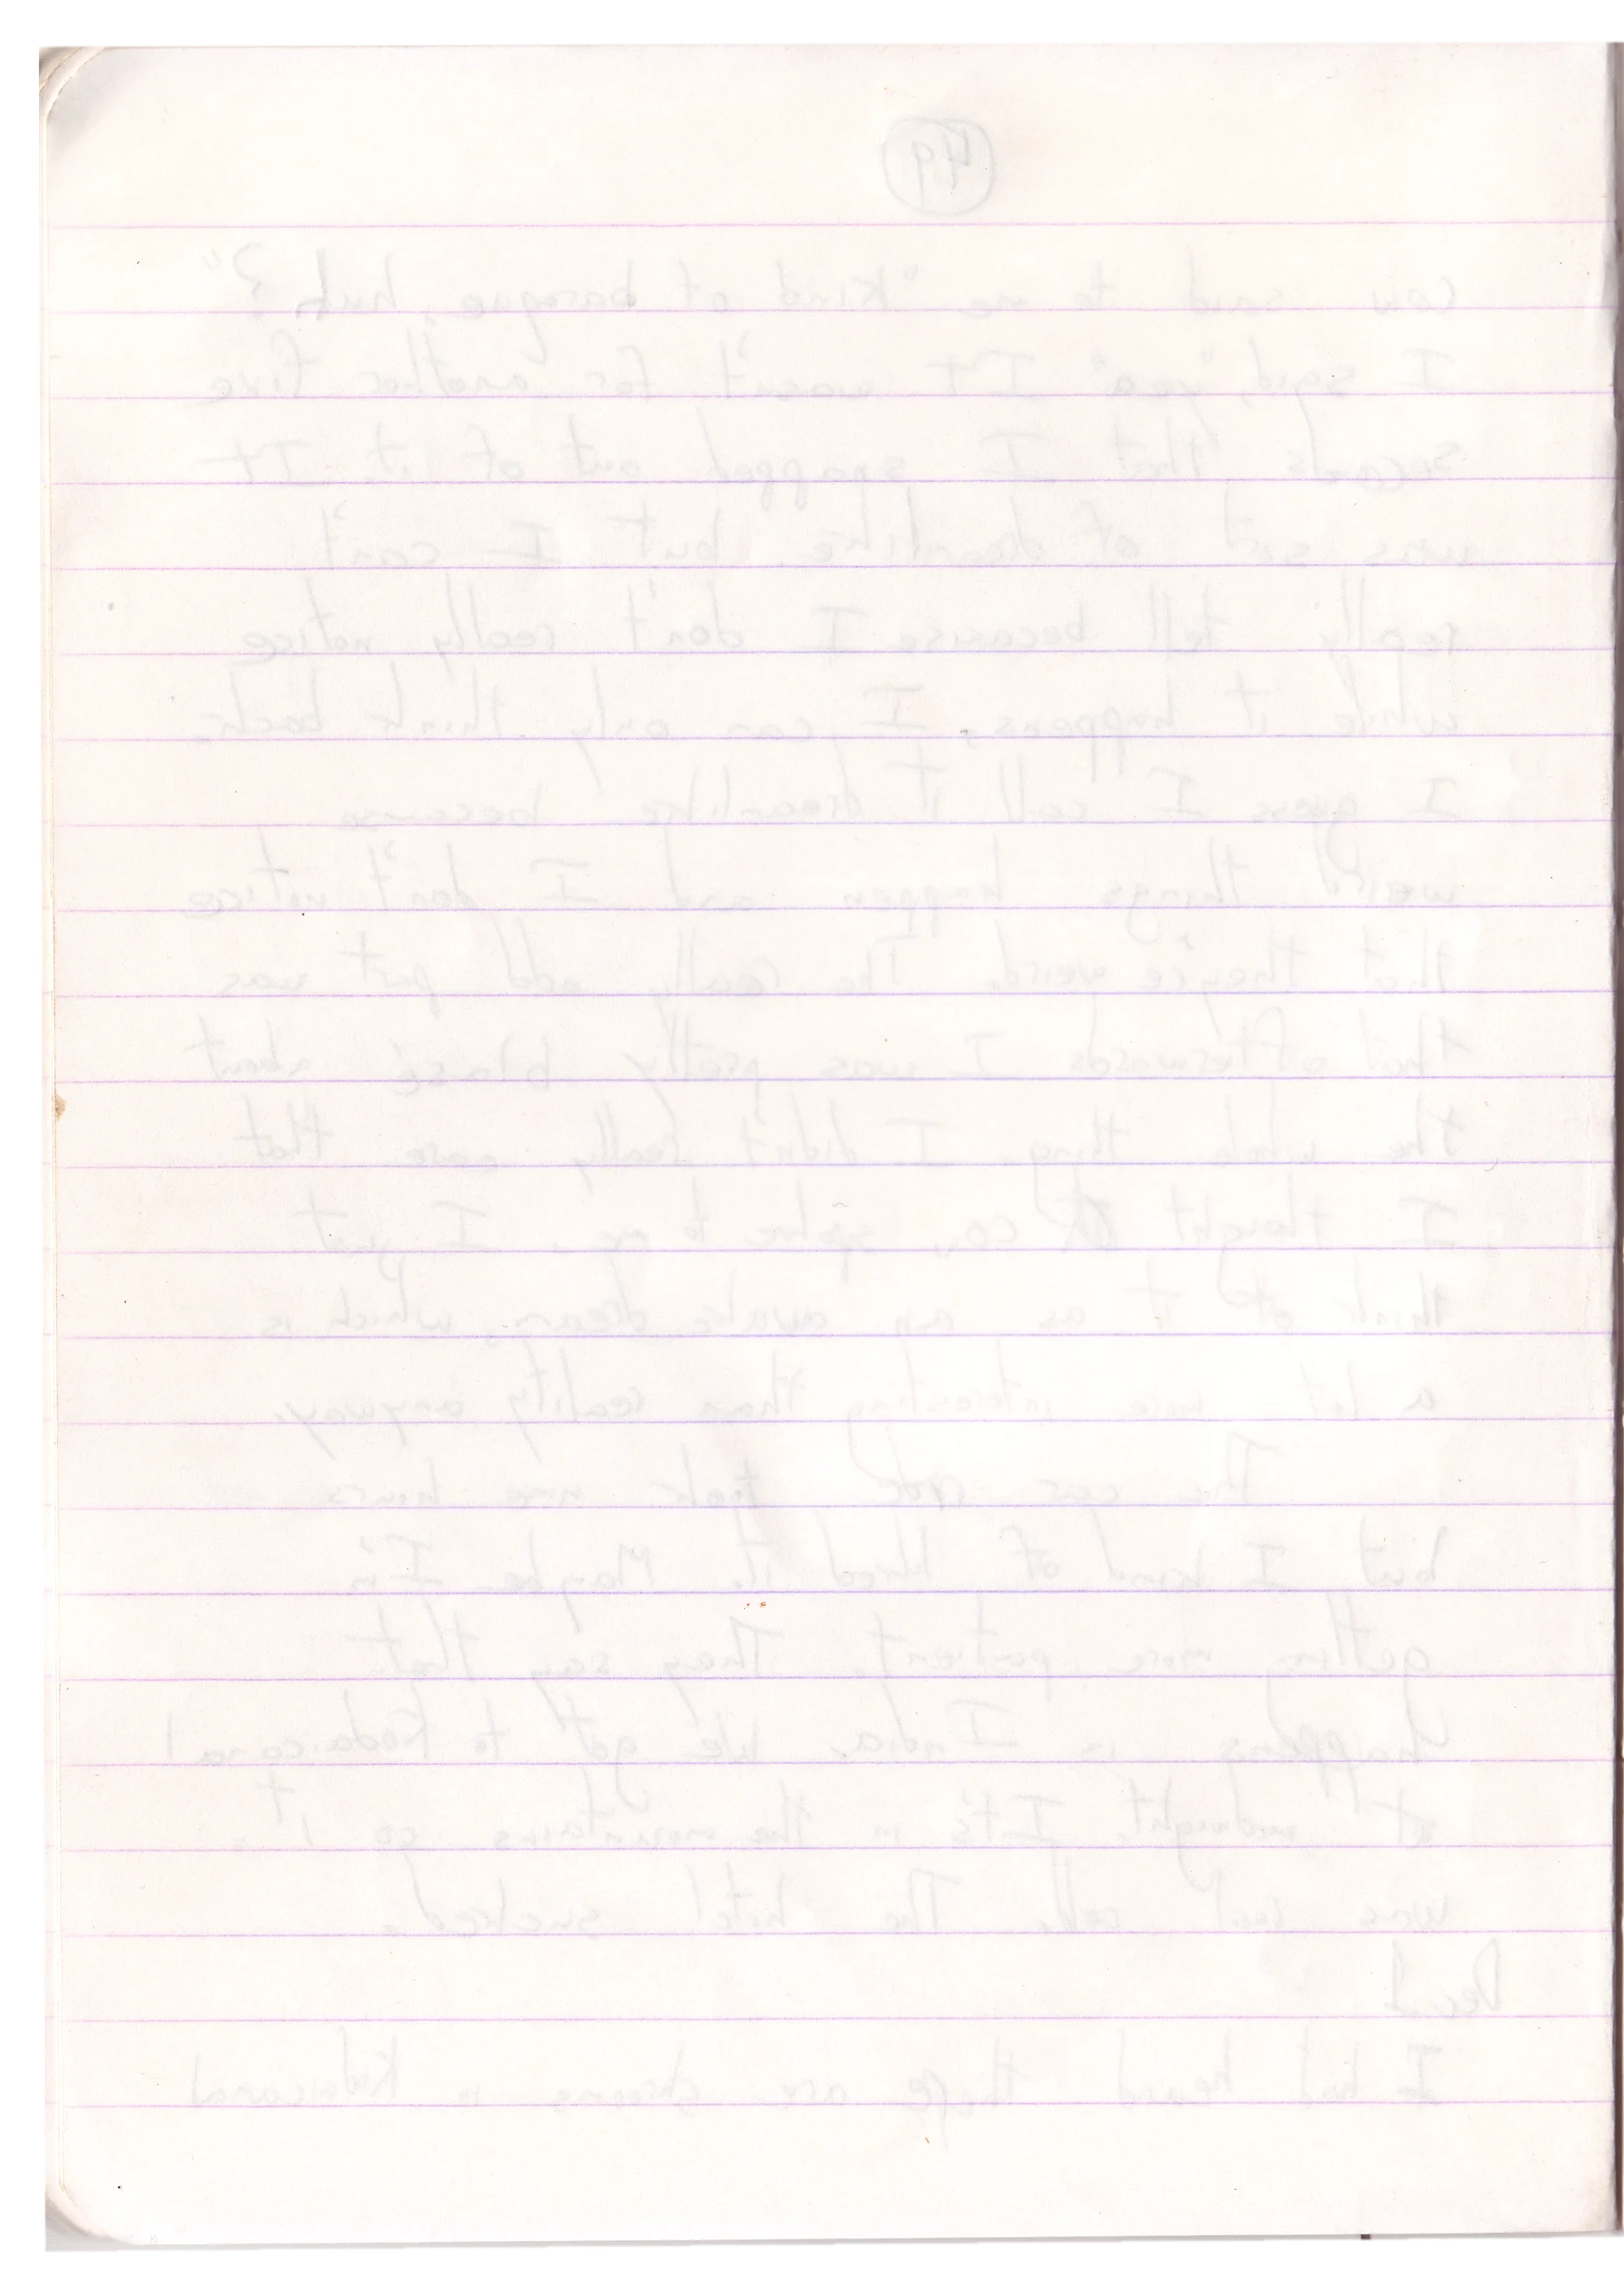 49
cow said to me "Kind of baroque, huh?"
I said, "yea" It wasn't for another five
seconds that I snapped out of it. It
was sort of dreamlike, but I can't
really tell because I don't really notice
while it happens, I can only think back.
I guess I call it dreamlike because
weird things happen and I don't notice
that they're weird. The really odd part was
that afterwards I was pretty blasé about
the whole thing. I didn't really care that
I thought a cow spoke to me. I just
think of it as an awake dream, which is
a lot more interesting than reality anyway.
The cows took more hours
but I kind of liked it. Maybe I'm
getting more patient. They say that
happens in India. We got to Kodaicanal
at midnight. It's in the mountains so it
was real cold. The hotel sucked.
Dec. 1
I had heard there are shrooms in Kodaicanal